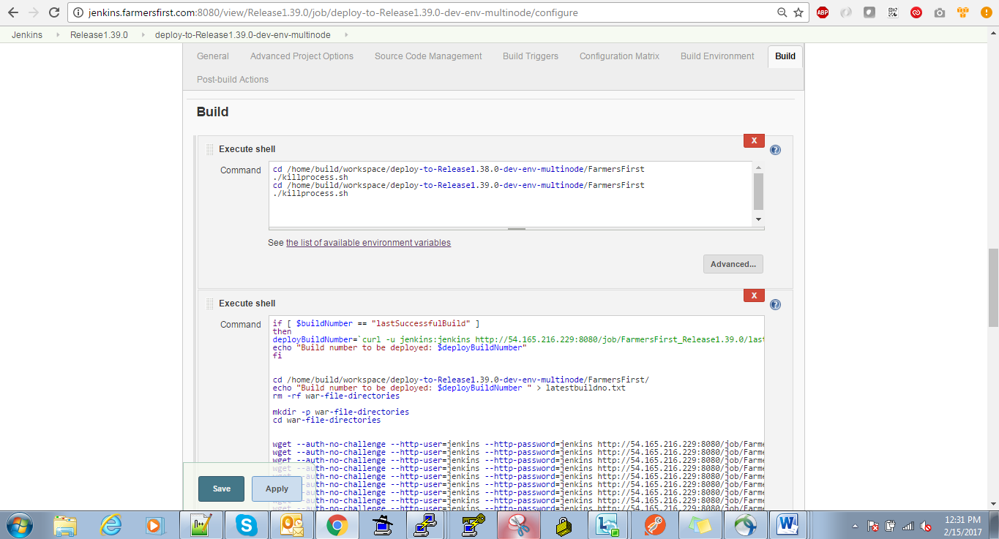 jenkins.farmersfirst.com:8080/view/Release1.39.0/job/deploy-to-Release1.39.0-dev-env-multinode/configure
ABP
Jenkins Release1.39.0 deploy-to-Release1.39.0-dev-env-multinode
General Advanced Project Options Source Code Management Build Triggers Configuration Matrix Build Environment Build
Post-build Actions
Build
X
Execute shell
Command
cd /home/build/workspace/deploy-to-Release1.38.0-dev-env-multinode/FarmersFirst
./killprocess.sh
cd /home/build/workspace/deploy-to-Release1.39.0-dev-env-multinode/FarmersFirst
./killprocess.sh
See the list of available environment variables
Advanced...
X
Execute shell
Command
if [ $buildNumber == "lastSuccessfulBuild" ]
then
deployBuildNumber=`curl -u jenkins:jenkins http://54.165.216.229:8080/job/FarmersFirst_Release1.39.0/last
echo "Build number to be deployed: $deployBuildNumber"
fi
cd /home/build/workspace/deploy-to-Release1.39.0-dev-env-multinode/FarmersFirst/
echo "Build number to be deployed: $deployBuildNumber " > latestbuildno.txt
rm -rf war-file-directories
mkdir -p war-file-directories
cd war-file-directories
wget --auth-no-challenge --http-user=jenkins --http-password=jenkins http://54.165.216.229:8080/job/Farme
wget --auth-no-challenge --http-user=jenkins --http-password=jenkins http://54.165.216.229:8080/job/Farme
wget --auth-no-challenge --http-user=jenkins --http-password=jenkins http://54.165.216.229:8080/job/Farme
wget --auth-no-challenge --http-user=jenkins --http-password=jenkins http://54.165.216.229:8080/job/Farme
wget --auth-no-challenge --http-user=jenkins --http-password=jenkins http://54.165.216.229:8080/job/Farme
wget --auth-no-challenge --http-user=jenkins --http-password=jenkins http://54.165.216.229:8080/job/Farme
wget --auth-no-challenge --http-user=jenkins --http-password=jenkins http://54.165.216.229:8080/job/Farme
wget --auth-no-challenge --http-user=jenkins --http-password=jenkins http://54.165.216.229:8080/job/Farme
wget --auth-no-challenge --http-user=jenkins --http-password=jenkins http://54.165.216.229:8080/job/Farme
Save Apply
12:31 PM
2/15/2017